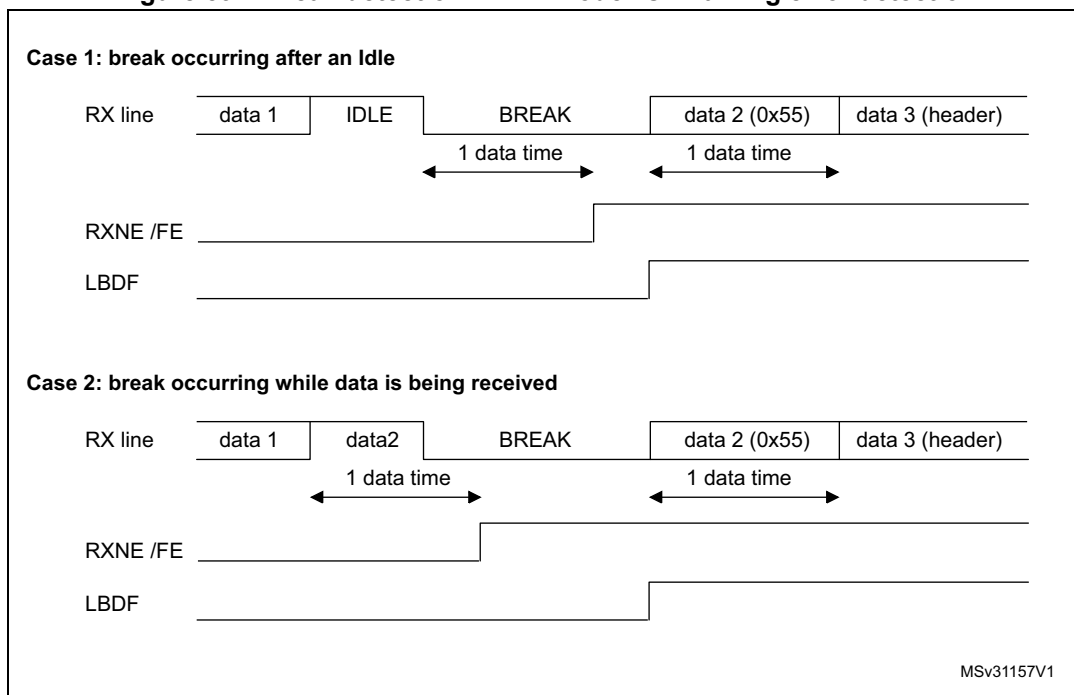 Case 1: break occurring after an Idle
RX line data 1 IDLE BREAK data 2 (0x55) data 3 (header)
1 data time 1 data time
RXNE /FE
LBDF
Case 2: break occurring while data is being received
RX line data 1 data2 BREAK data 2 (0x55) data 3 (header)
1 data time 1 data time
RXNE /FE
LBDF
MSv31157V1